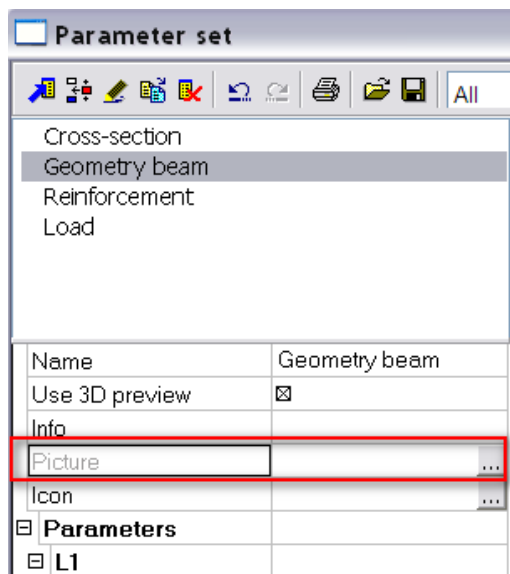 Parameter set
All
Cross-section
Geometry beam
Reinforcement
Load
Name Geometry beam
Use 3D preview
Info
Picture ...
Icon ...
Parameters
L1